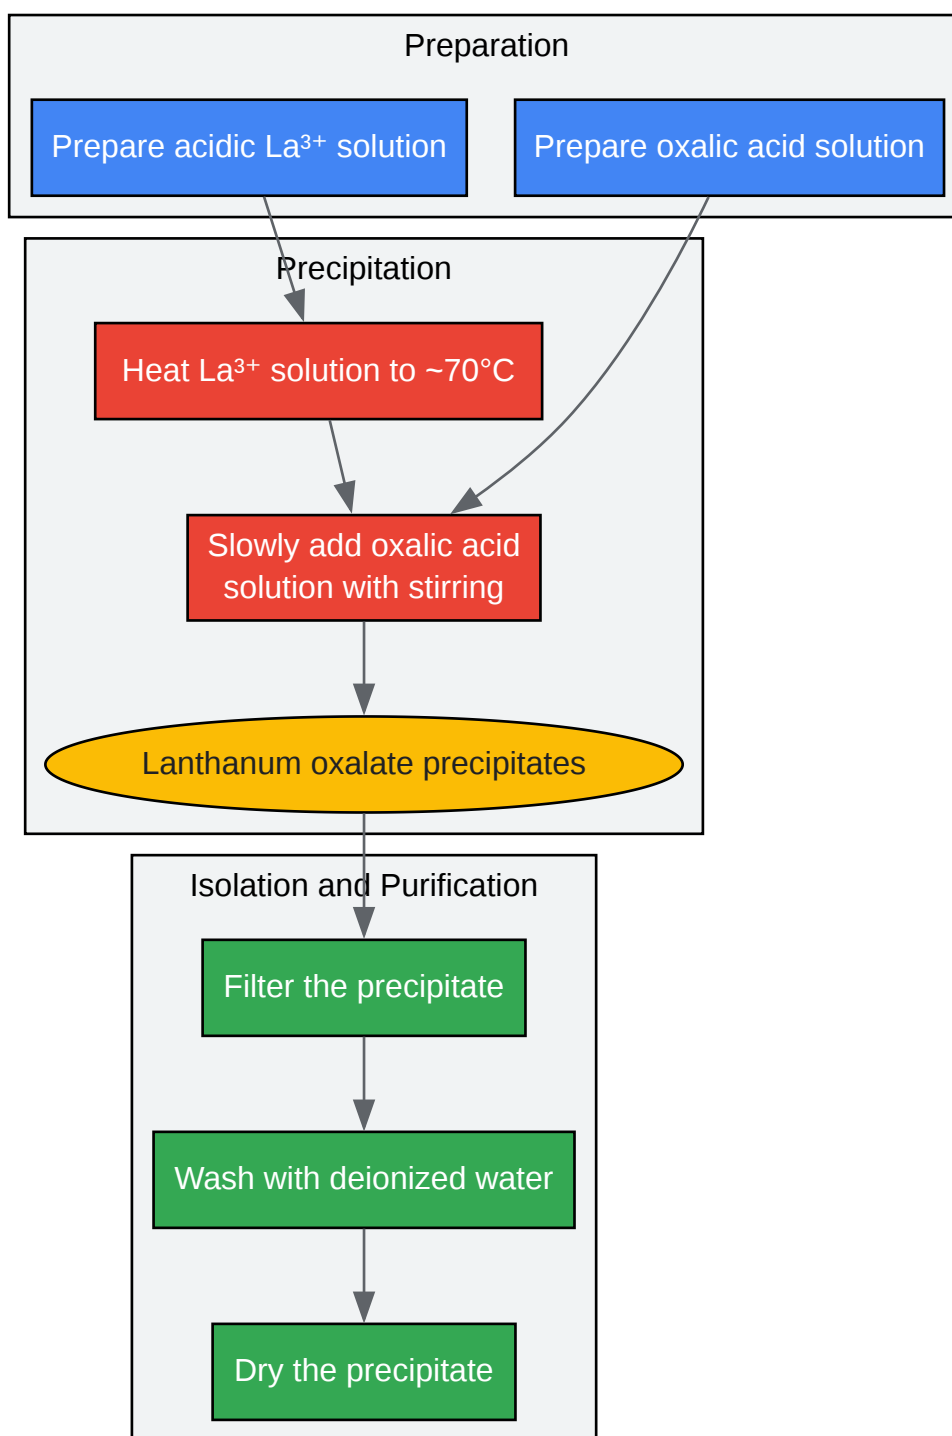 Preparation
Prepare acidic La³⁺ solution
Prepare oxalic acid solution
Precipitation
Heat La³⁺ solution to ~70°C
Slowly add oxalic acid
solution with stirring
Lanthanum oxalate precipitates
Isolation and Purification
Filter the precipitate
Wash with deionized water
Dry the precipitate